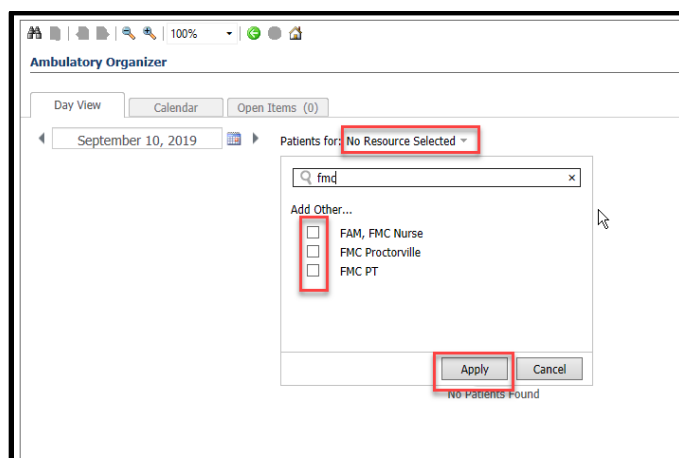 100%
Ambulatory Organizer
Day View Calendar Open Items (0)
September 10, 2019 Patients for: No Resource Selected
fmc
Add Other...
FAM, FMC Nurse
FMC Proctorville
FMC PT
Apply Cancel
No Patients Found